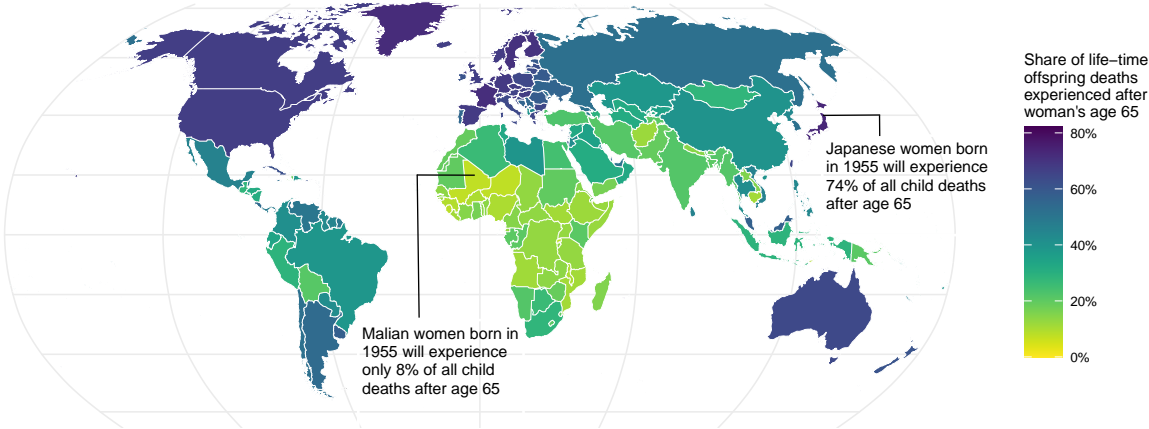 Share of life−time
offspring deaths
experienced after
woman's age 65
80%
60%
40%
20%
0%
Japanese women born
in 1955 will experience
74% of all child deaths
after age 65
Malian women born in
1955 will experience
only 8% of all child
deaths after age 65